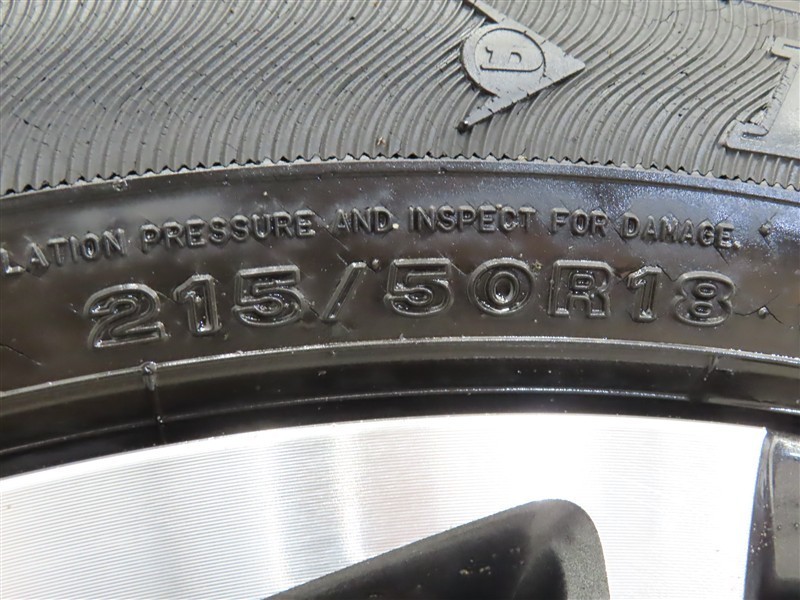 LATION PRESSURE AND INSPECT FOR DAMAGE.
215/50R18